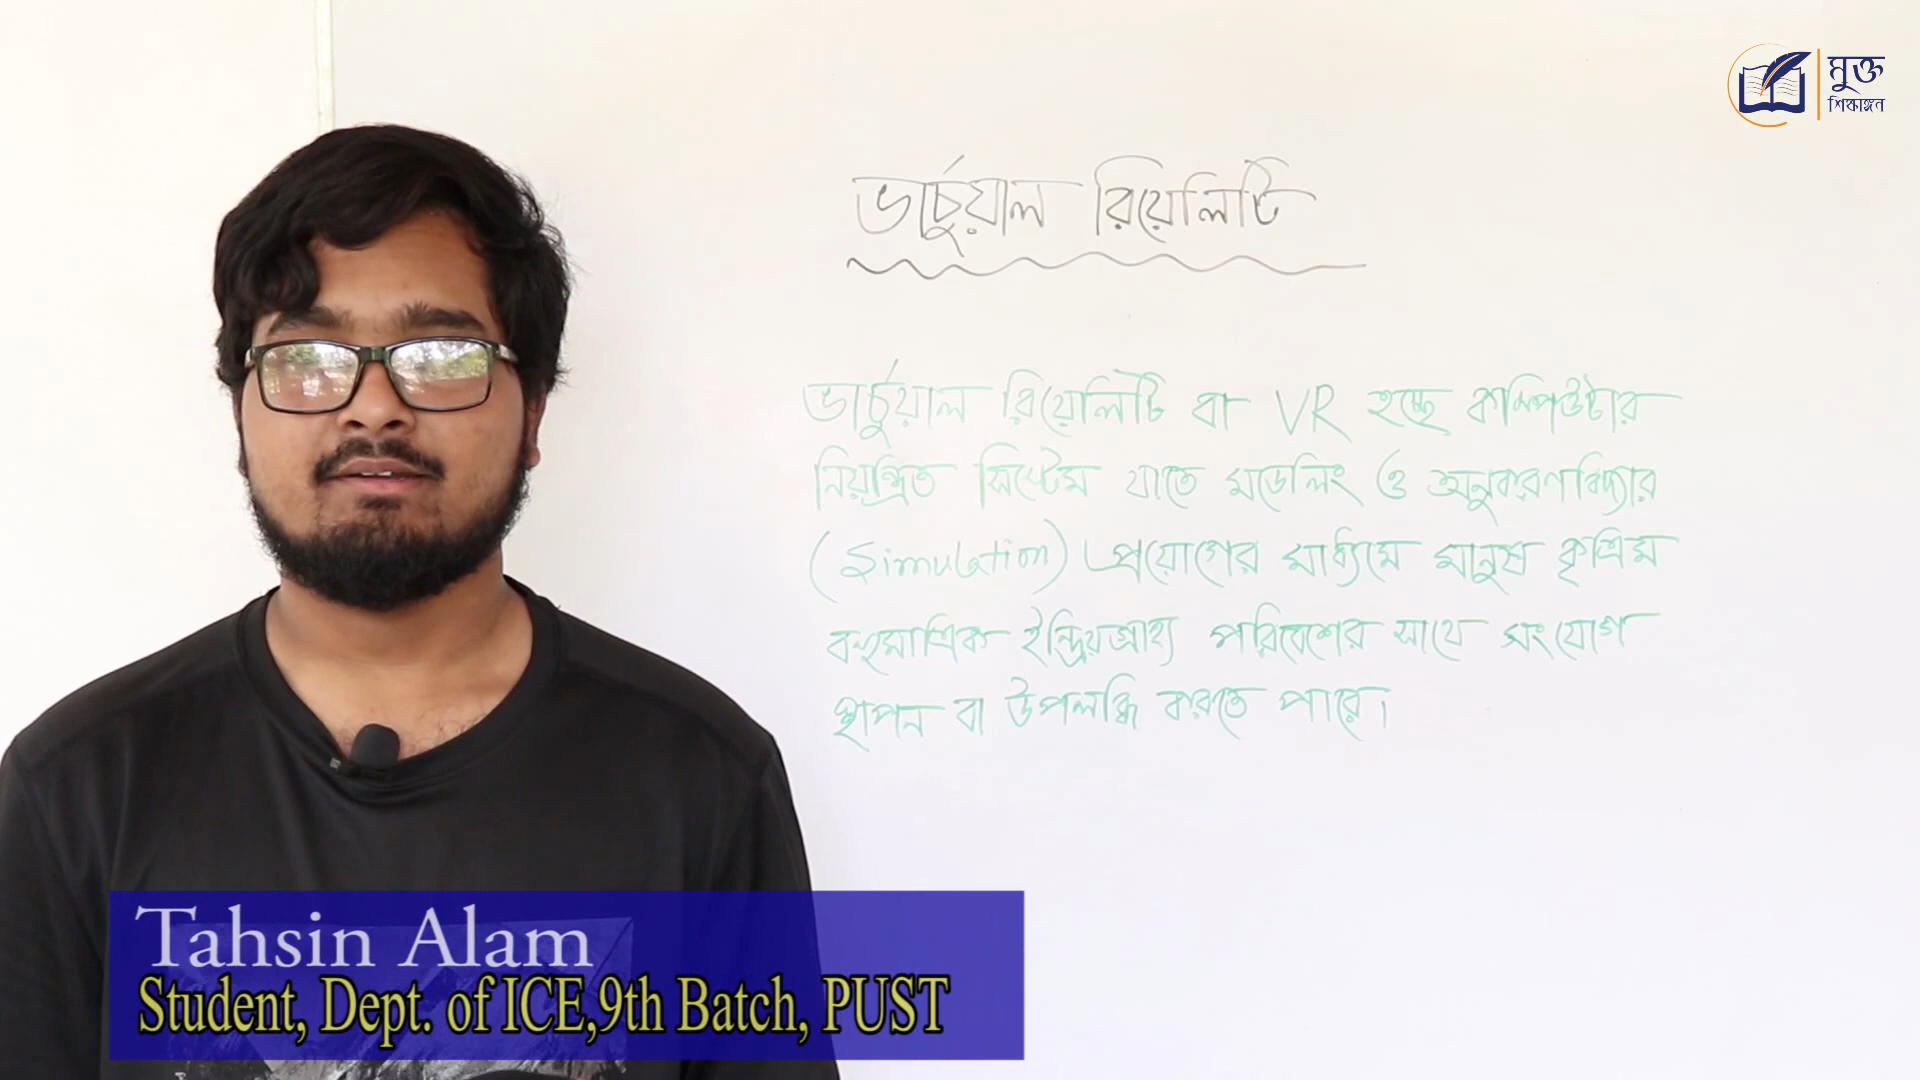 মুক্ত
শিক্ষাঙ্গন
ভার্চুয়াল রিয়েলিটি
ভার্চুয়াল রিয়েলিটি বা VR হচ্ছে কম্পিউটার
নিয়ন্ত্রিত সিস্টেম যাতে মডেলিং ও অনুকরণবিদ্যার
(Simulation) প্রয়োগের মাধ্যমে মানুষ কৃত্রিম
বহুমাত্রিক ইন্দ্রিয়গ্রাহ্য পরিবেশের সাথে সংযোগ
স্থাপন বা উপলব্ধি করতে পারে।
Tahsin Alam
Student, Dept. of ICE,9th Batch, PUST